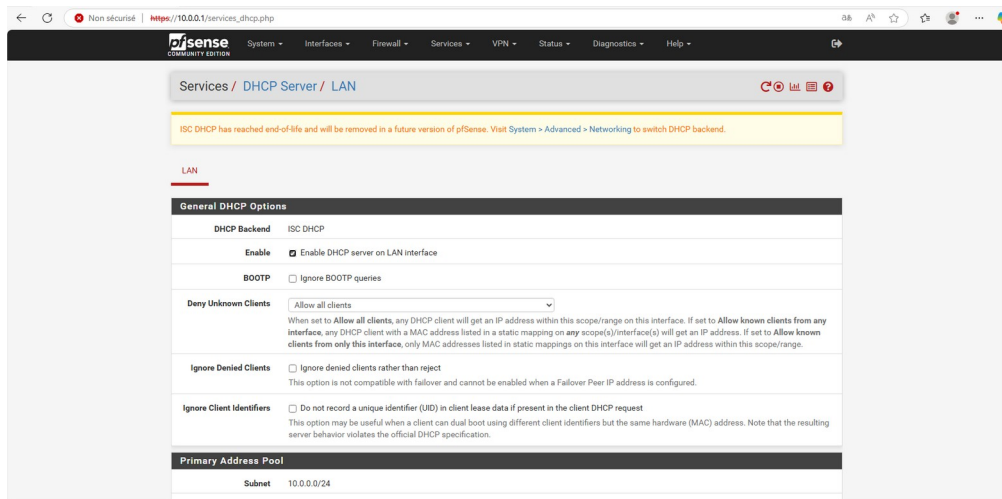 Non sécurisé | https://10.0.0.1/services_dhcp.php
pfsense
COMMUNITY EDITION
System Interfaces Firewall Services VPN Status Diagnostics Help
Services / DHCP Server / LAN
ISC DHCP has reached end-of-life and will be removed in a future version of pfSense. Visit System > Advanced > Networking to switch DHCP backend.
LAN
General DHCP Options
DHCP Backend ISC DHCP
Enable Enable DHCP server on LAN interface
BOOTP Ignore BOOTP queries
Deny Unknown Clients Allow all clients
When set to Allow all clients, any DHCP client will get an IP address within this scope/range on this interface. If set to Allow known clients from any
interface, any DHCP client with a MAC address listed in a static mapping on any scope(s)/interface(s) will get an IP address. If set to Allow known
clients from only this interface, only MAC addresses listed in static mappings on this interface will get an IP address within this scope/range.
Ignore Denied Clients Ignore denied clients rather than reject
This option is not compatible with failover and cannot be enabled when a Failover Peer IP address is configured.
Ignore Client Identifiers Do not record a unique identifier (UID) in client lease data if present in the client DHCP request
This option may be useful when a client can dual boot using different client identifiers but the same hardware (MAC) address. Note that the resulting
server behavior violates the official DHCP specification.
Primary Address Pool
Subnet 10.0.0.0/24